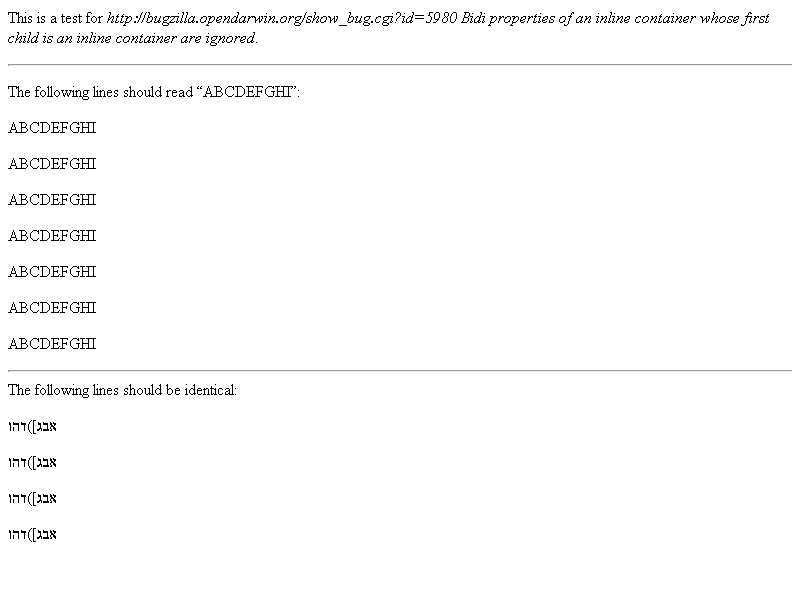 This is a test for http://bugzilla.opendarwin.org/show_bug.cgi?id=5980 Bidi properties of an inline container whose first
child is an inline container are ignored.
The following lines should read “ABCDEFGHI”:
ABCDEFGHI
ABCDEFGHI
ABCDEFGHI
ABCDEFGHI
ABCDEFGHI
ABCDEFGHI
ABCDEFGHI
The following lines should be identical:
אבג])דהו
אבג])דהו
אבג])דהו
אבג])דהו